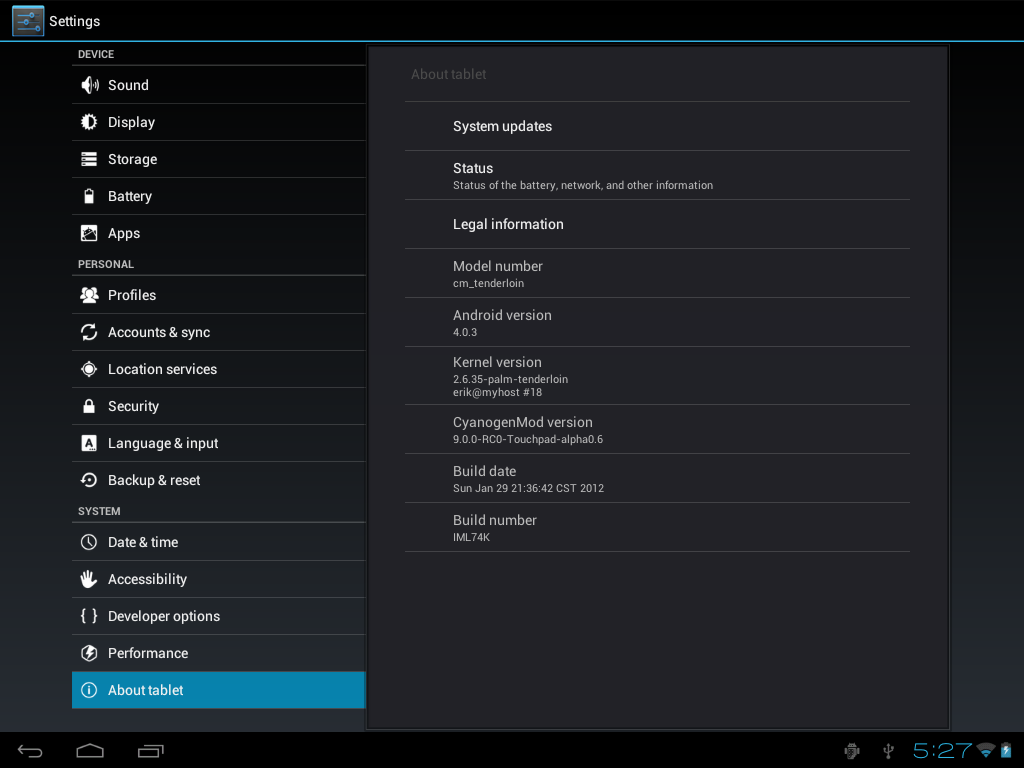 Settings
DEVICE
Sound
Display
Storage
Battery
Apps
PERSONAL
Profiles
Accounts & sync
Location services
Security
Language & input
Backup & reset
SYSTEM
Date & time
Accessibility
Developer options
Performance
About tablet
About tablet
System updates
Status
Status of the battery, network, and other information
Legal information
Model number
cm_tenderloin
Android version
4.0.3
Kernel version
2.6.35-palm-tenderloin
erik@myhost #18
CyanogenMod version
9.0.0-RC0-Touchpad-alpha0.6
Build date
Sun Jan 29 21:36:42 CST 2012
Build number
IML74K
5:27